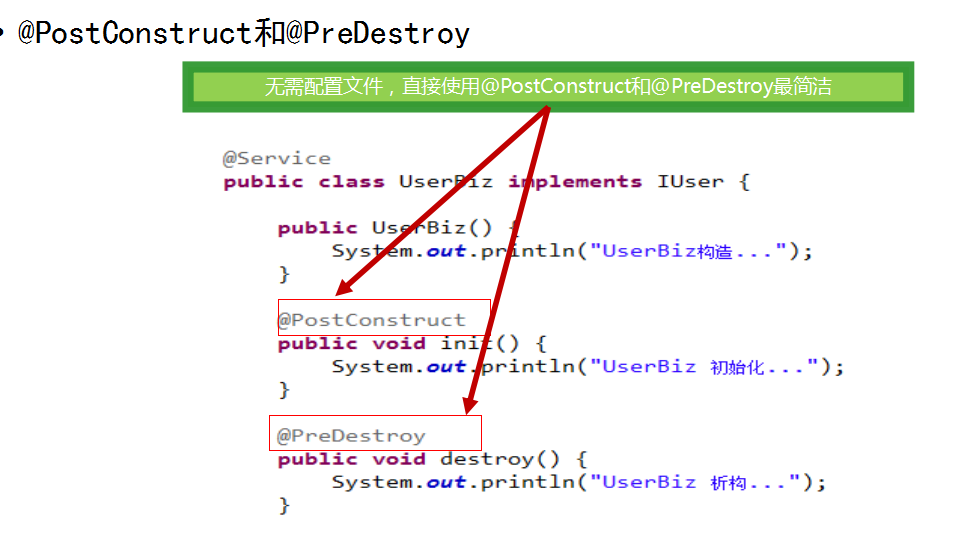 • @PostConstruct和@PreDestroy
无需配置文件，直接使用@PostConstruct和@PreDestroy最简洁
@Service
public class UserBiz implements IUser {
public UserBiz() {
System.out.println("UserBiz构造...");
}
@PostConstruct
public void init() {
System.out.println("UserBiz 初始化...");
}
@PreDestroy
public void destroy() {
System.out.println("UserBiz 析构...");
}